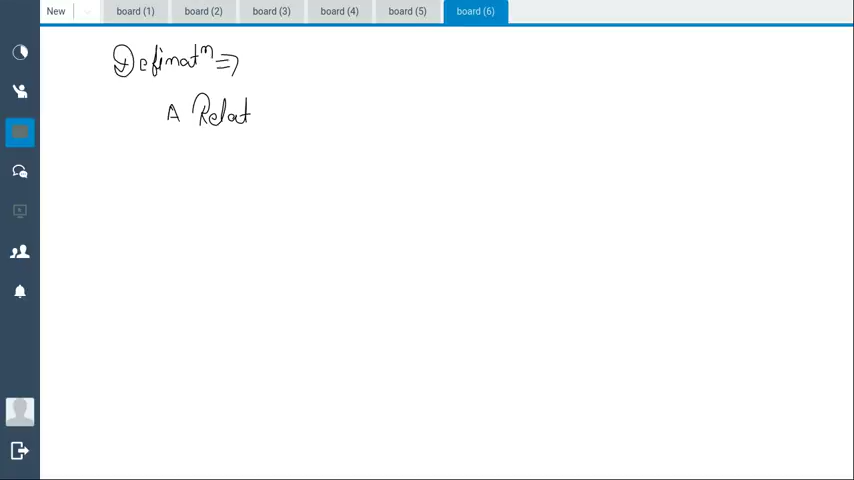 New board (1) board (2) board (3) board (4) board (5) board (6)
Definatⁿ ⇒
A Relat